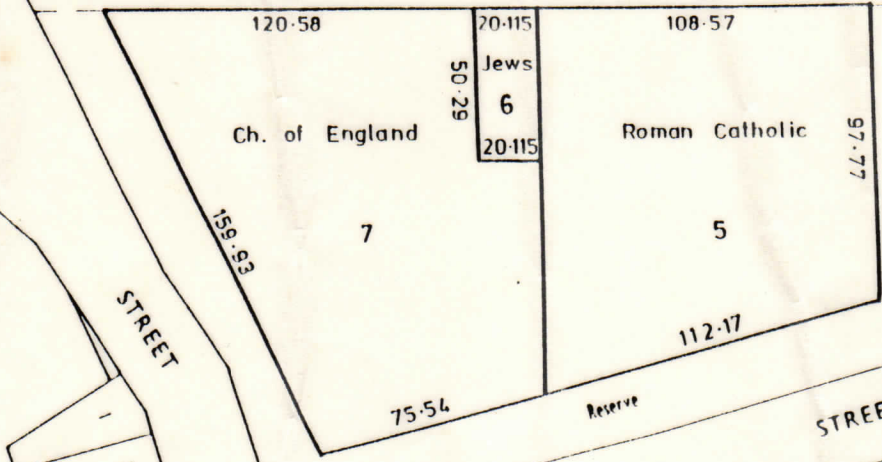 120·58
20·115
108·57
Jews
50·29
6
Ch. of England
Roman Catholic
20·115
97·77
159·93
7
5
STREET
112·17
75·54
Reserve
STREE